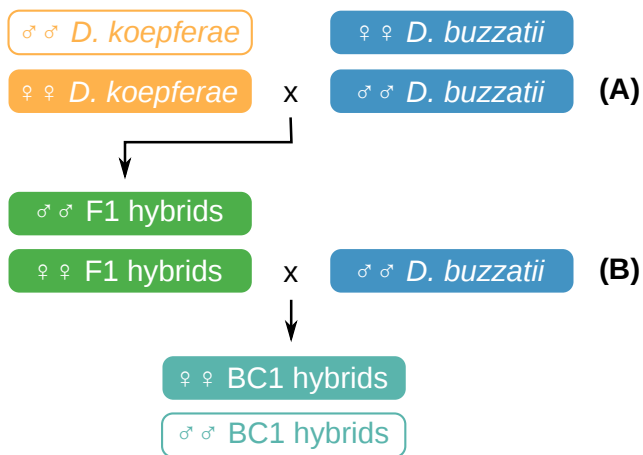 ♂♂ D. koepferae ♀♀ D. buzzatii
♀♀ D. koepferae x ♂♂ D. buzzatii (A)
♂♂ F1 hybrids
♀♀ F1 hybrids x ♂♂ D. buzzatii (B)
♀♀ BC1 hybrids
♂♂ BC1 hybrids